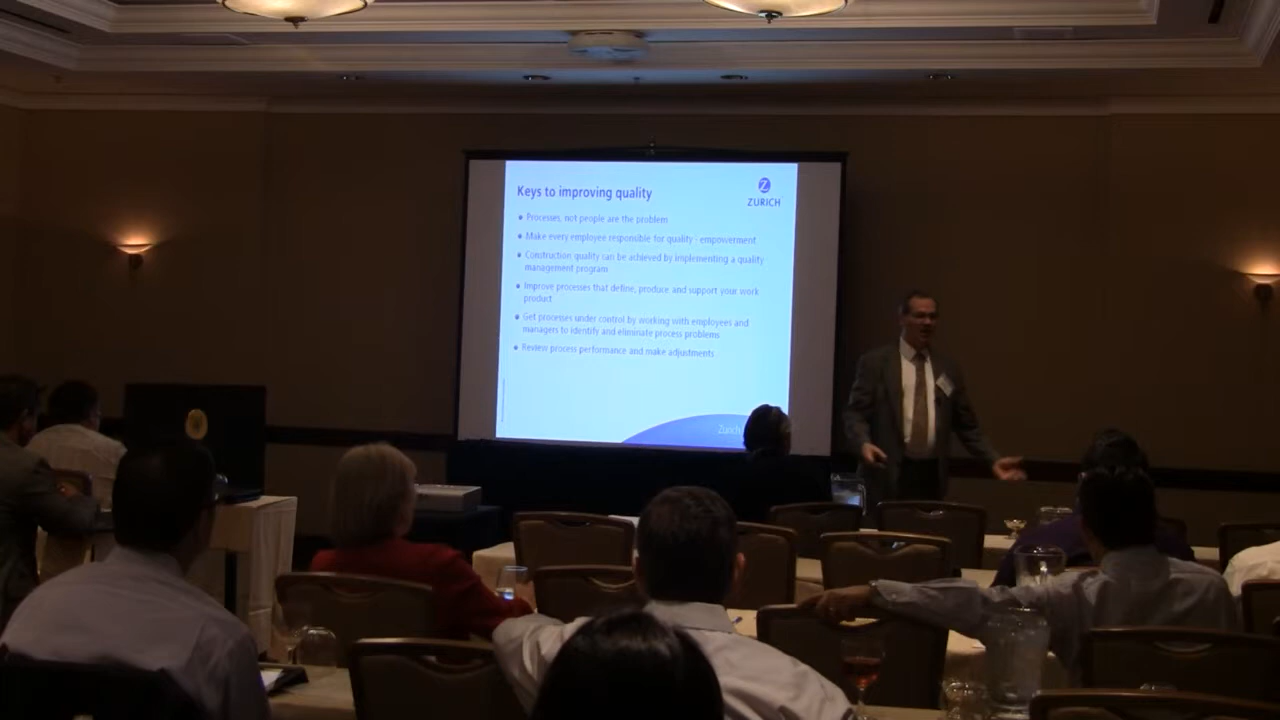 Keys to improving quality
Z
ZURICH
• Processes, not people are the problem
• Make every employee responsible for quality - empowerment
• Construction quality can be achieved by implementing a quality
management program
• Improve processes that define, produce and support your work
product
• Get processes under control by working with employees and
managers to identify and eliminate process problems
• Review process performance and make adjustments
Zurich